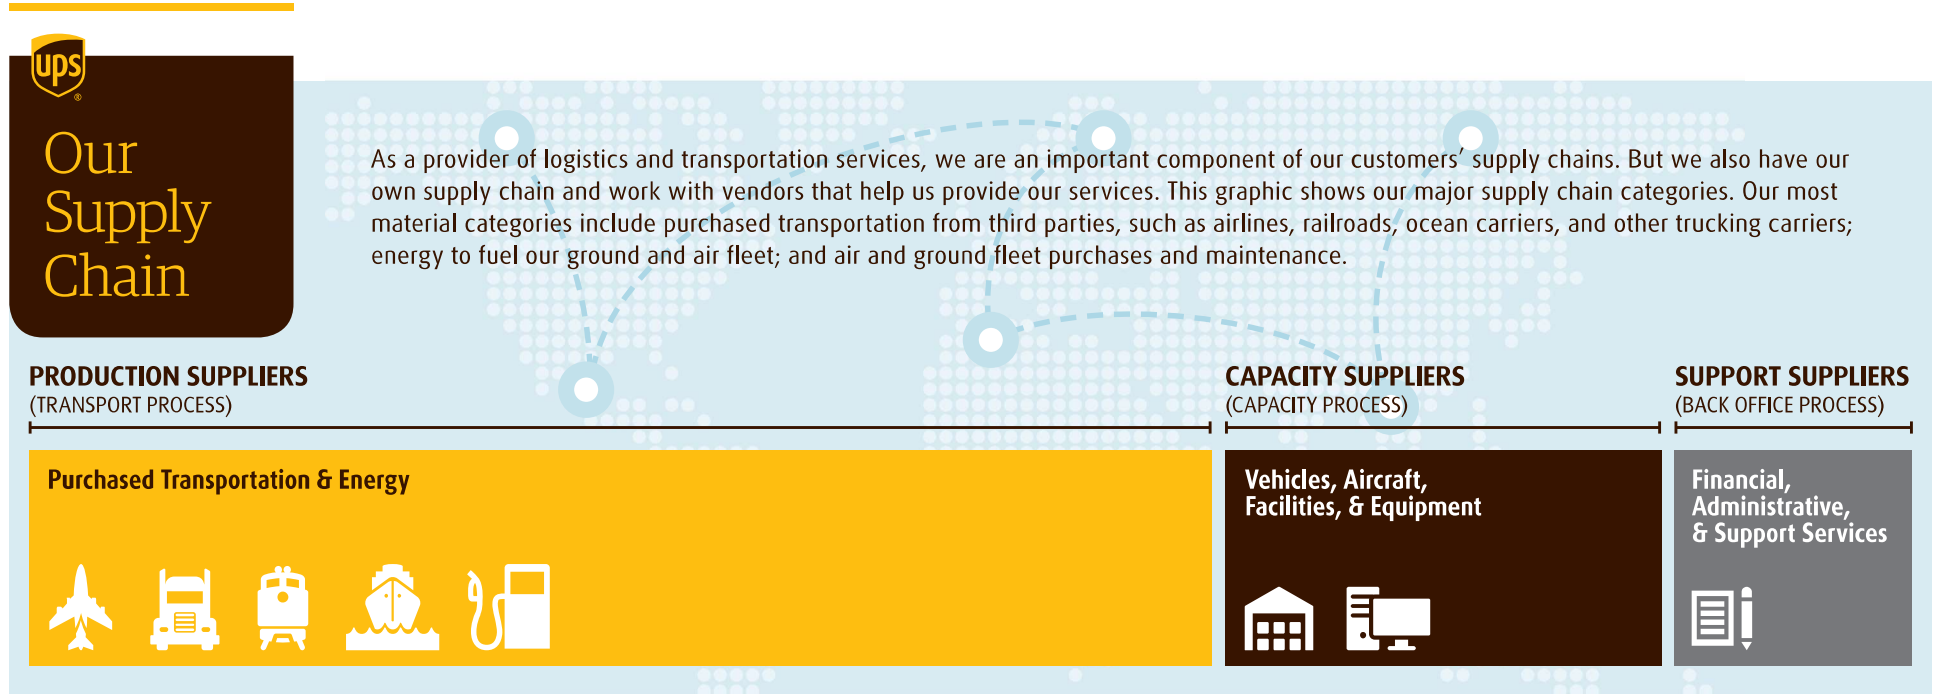 ups
®
Our
Supply
Chain
As a provider of logistics and transportation services, we are an important component of our customers’ supply chains. But we also have our
own supply chain and work with vendors that help us provide our services. This graphic shows our major supply chain categories. Our most
material categories include purchased transportation from third parties, such as airlines, railroads, ocean carriers, and other trucking carriers;
energy to fuel our ground and air fleet; and air and ground fleet purchases and maintenance.
PRODUCTION SUPPLIERS
(TRANSPORT PROCESS)
CAPACITY SUPPLIERS
(CAPACITY PROCESS)
SUPPORT SUPPLIERS
(BACK OFFICE PROCESS)
Purchased Transportation & Energy
Vehicles, Aircraft,
Facilities, & Equipment
Financial,
Administrative,
& Support Services